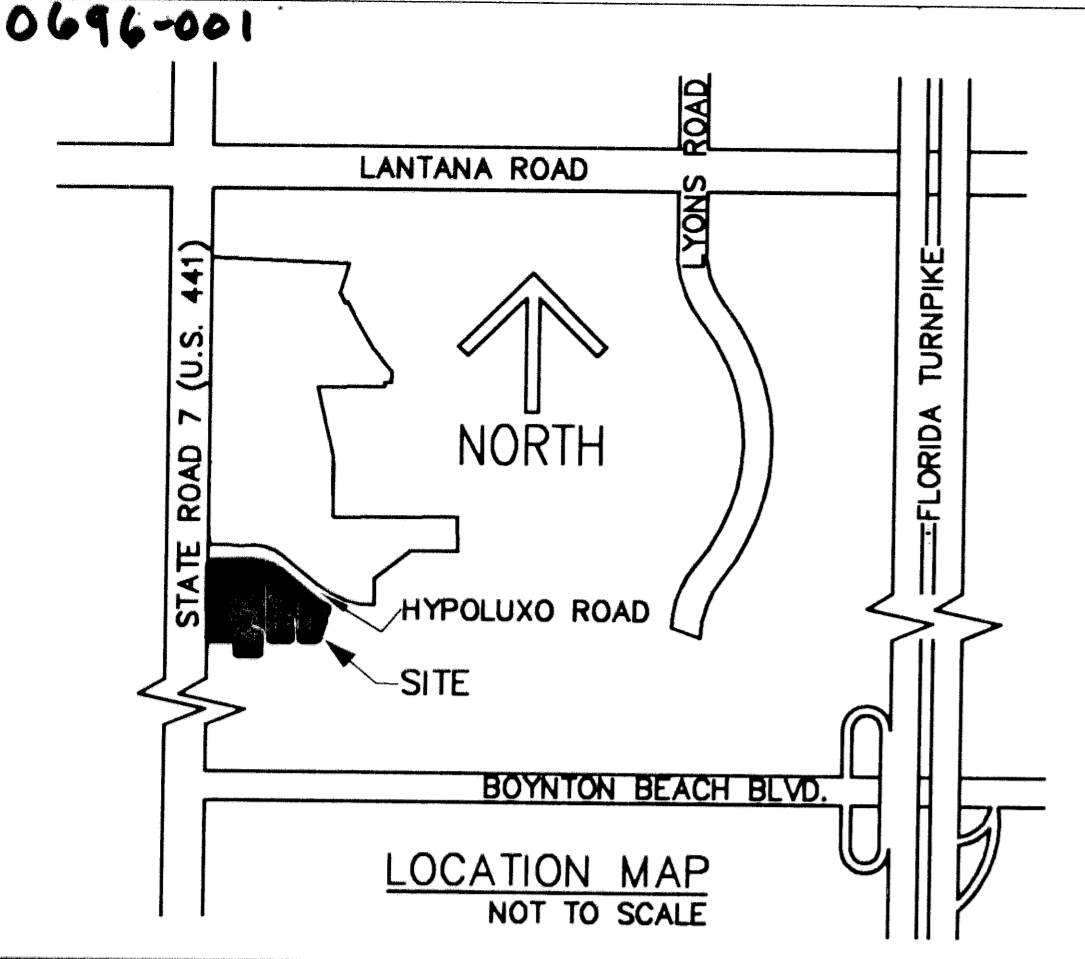 0696-001
LANTANA ROAD
LYONS ROAD
STATE ROAD 7 (U.S. 441)
FLORIDA TURNPIKE
NORTH
HYPOLUXO ROAD
SITE
BOYNTON BEACH BLVD.
LOCATION MAP
NOT TO SCALE